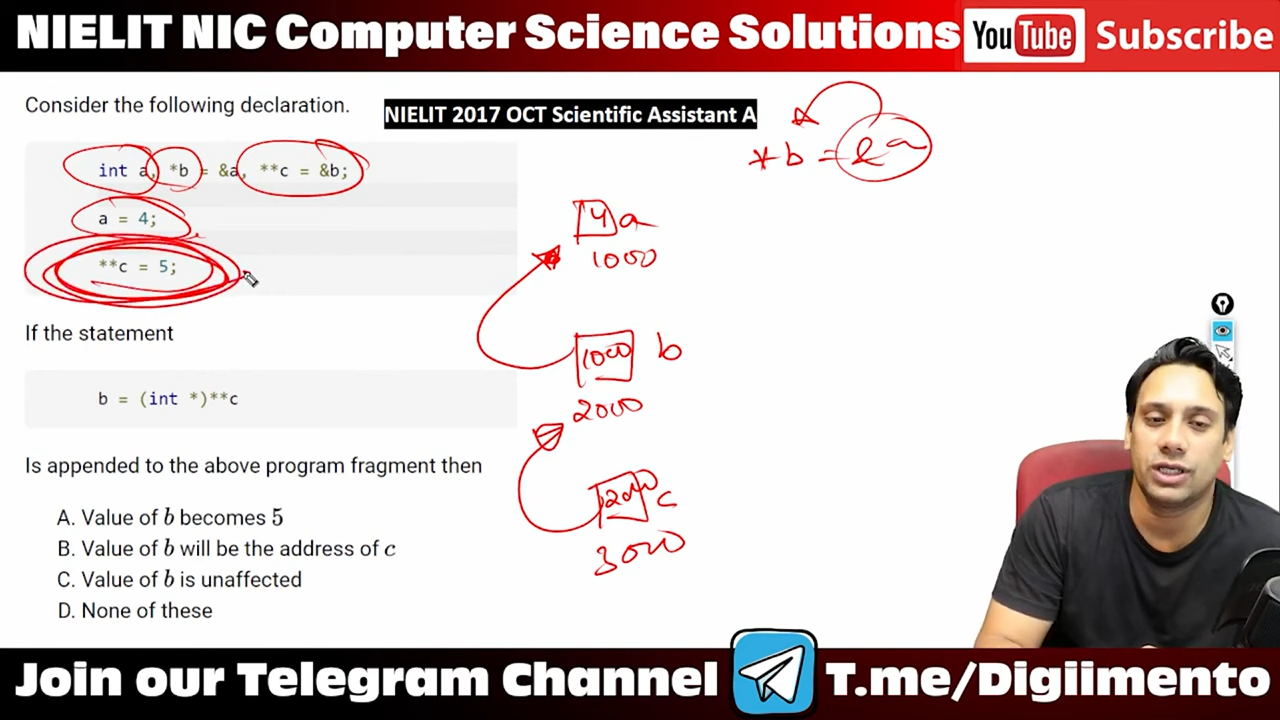 NIELIT NIC Computer Science Solutions
YouTube Subscribe
Consider the following declaration.
NIELIT 2017 OCT Scientific Assistant A
int a, *b = &a, **c = &b;
*b = &a
a = 4;
4 a
1000
**c = 5;
If the statement
1000 b
2000
b = (int *)**c
Is appended to the above program fragment then
2000 c
A. Value of b becomes 5
B. Value of b will be the address of c
3000
C. Value of b is unaffected
D. None of these
Join our Telegram Channel
T.me/Digiimento